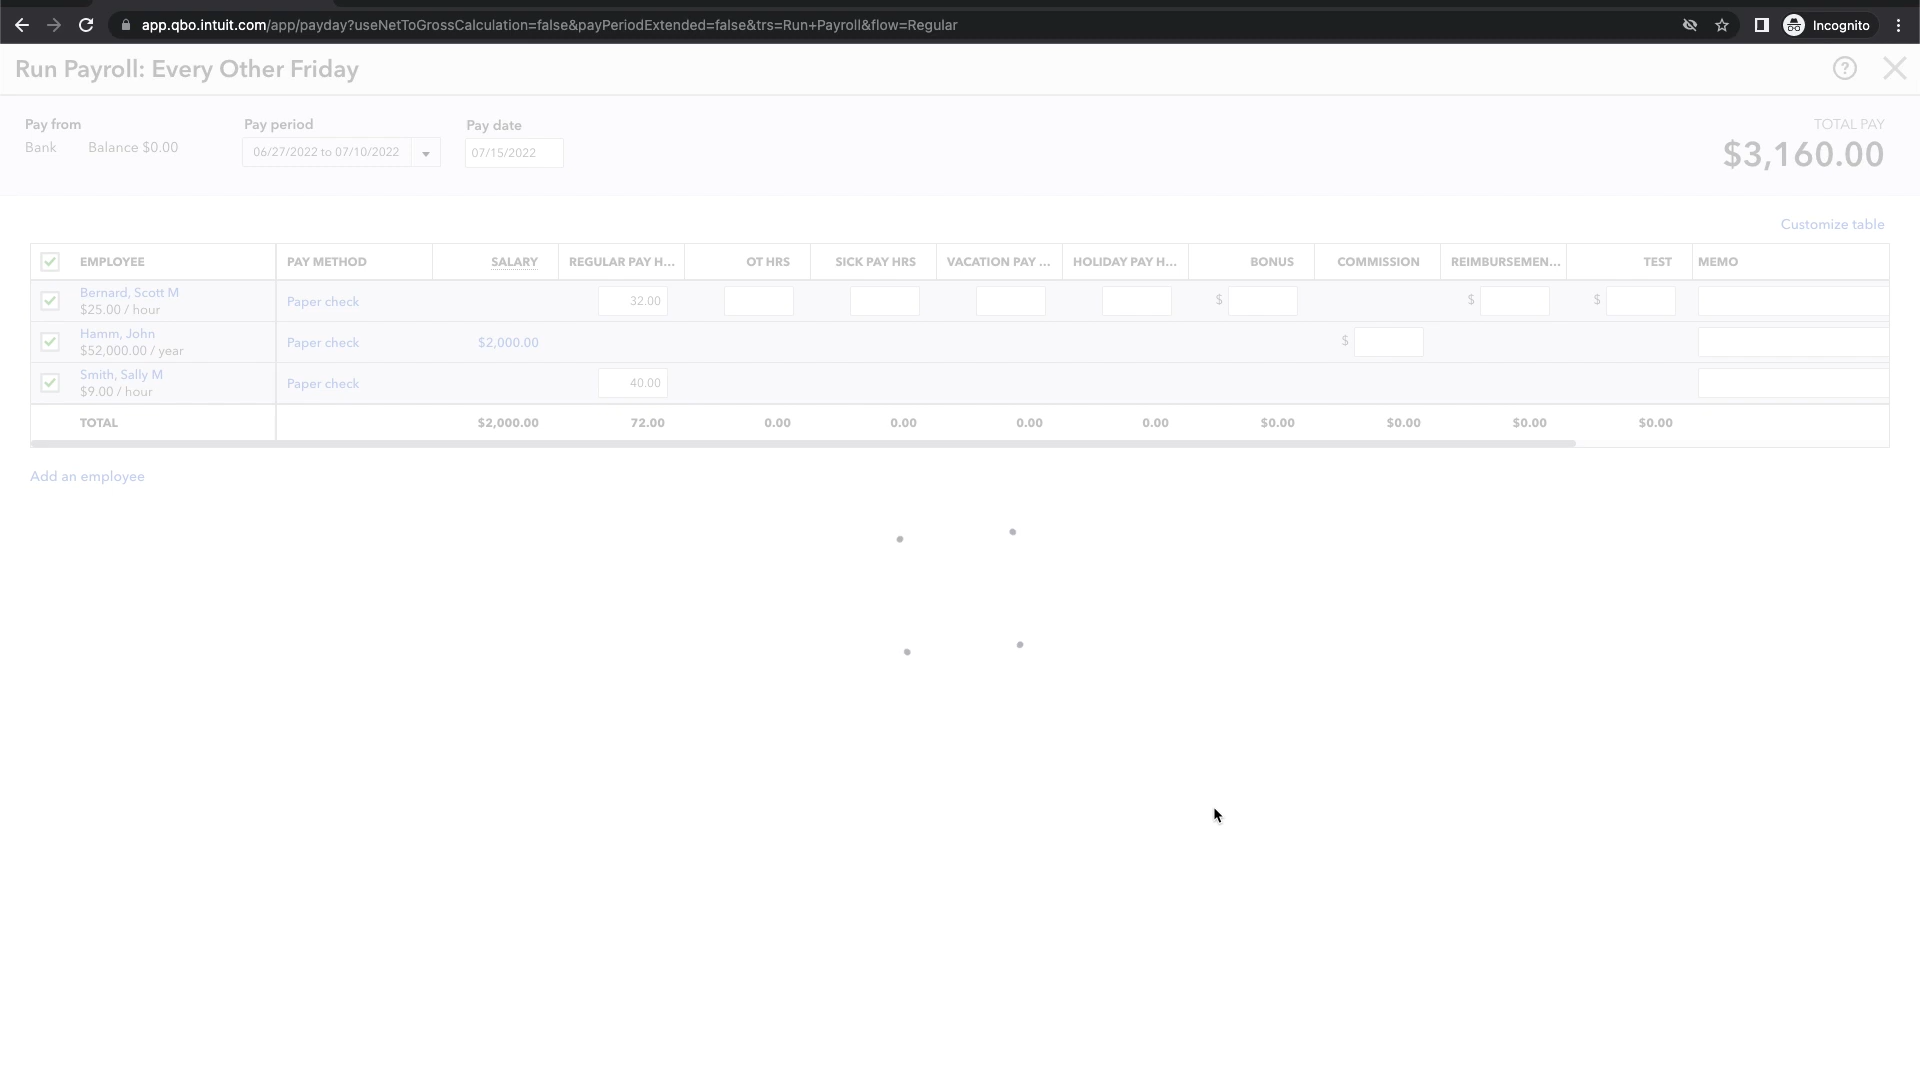 app.qbo.intuit.com/app/payday?useNetToGrossCalculation=false&payPeriodExtended=false&trs=Run+Payroll&flow=Regular Incognito
Run Payroll: Every Other Friday ?
Pay from Pay period Pay date TOTAL PAY
Bank Balance $0.00 06/27/2022 to 07/10/2022 07/15/2022 $3,160.00
Customize table
EMPLOYEE PAY METHOD SALARY REGULAR PAY H... OT HRS SICK PAY HRS VACATION PAY ... HOLIDAY PAY H... BONUS COMMISSION REIMBURSEMEN... TEST MEMO
Bernard, Scott M
$25.00 / hour Paper check 32.00 $ $ $
Hamm, John
$52,000.00 / year Paper check $2,000.00 $
Smith, Sally M
$9.00 / hour Paper check 40.00
TOTAL $2,000.00 72.00 0.00 0.00 0.00 0.00 $0.00 $0.00 $0.00 $0.00
Add an employee